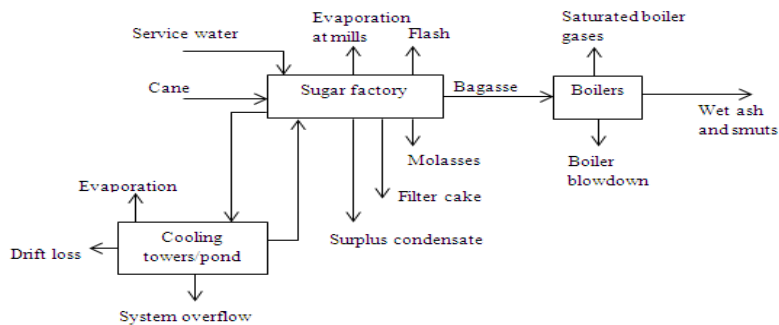 Service water
Evaporation
at mills
Flash
Saturated boiler
gases
Cane
Sugar factory
Bagasse
Boilers
Wet ash
and smuts
Molasses
Boiler
blowdown
Evaporation
Filter cake
Cooling
towers/pond
Surplus condensate
Drift loss
System overflow